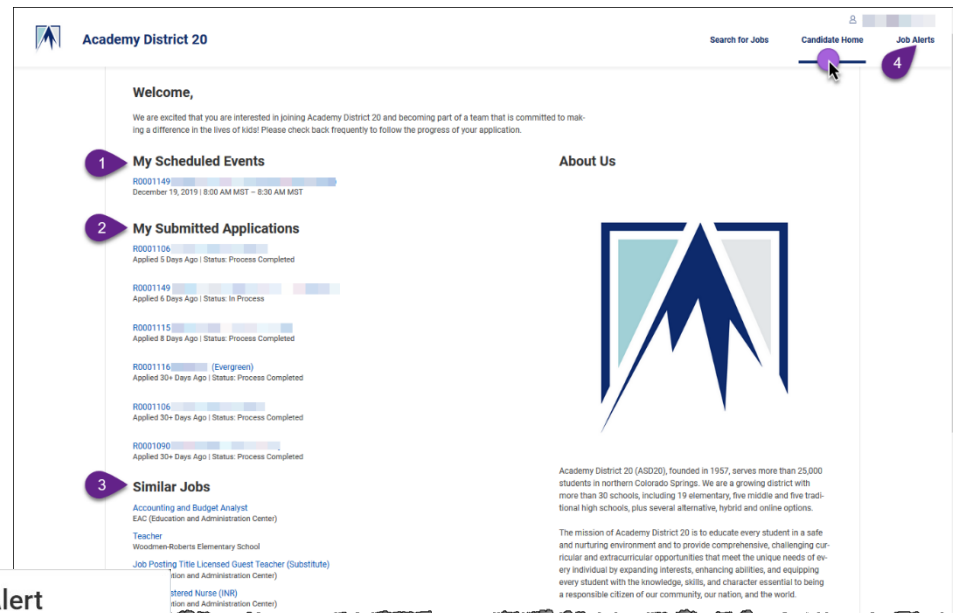 Academy District 20
Search for Jobs
Candidate Home
Job Alerts
4
Welcome,
We are excited that you are interested in joining Academy District 20 and becoming part of a team that is committed to mak-
ing a difference in the lives of kids! Please check back frequently to follow the progress of your application.
1
My Scheduled Events
R0001149
December 19, 2019 | 8:00 AM MST – 8:30 AM MST
2
My Submitted Applications
R0001106
Applied 5 Days Ago | Status: Process Completed
R0001149
Applied 6 Days Ago | Status: In Process
R0001115
Applied 8 Days Ago | Status: Process Completed
R0001116 (Evergreen)
Applied 30+ Days Ago | Status: Process Completed
R0001106
Applied 30+ Days Ago | Status: Process Completed
R0001090
Applied 30+ Days Ago | Status: Process Completed
3
Similar Jobs
Accounting and Budget Analyst
EAC (Education and Administration Center)
Teacher
Woodmen-Roberts Elementary School
Job Posting Title Licensed Guest Teacher (Substitute)
tion and Administration Center)
stered Nurse (INR)
tion and Administration Center)
lert
About Us
Academy District 20 (ASD20), founded in 1957, serves more than 25,000
students in northern Colorado Springs. We are a growing district with
more than 30 schools, including 19 elementary, five middle and five tradi-
tional high schools, plus several alternative, hybrid and online options.
The mission of Academy District 20 is to educate every student in a safe
and nurturing environment and to provide comprehensive, challenging cur-
ricular and extracurricular opportunities that meet the unique needs of ev-
ery individual by expanding interests, enhancing abilities, and equipping
every student with the knowledge, skills, and character essential to being
a responsible citizen of our community, our nation, and the world.